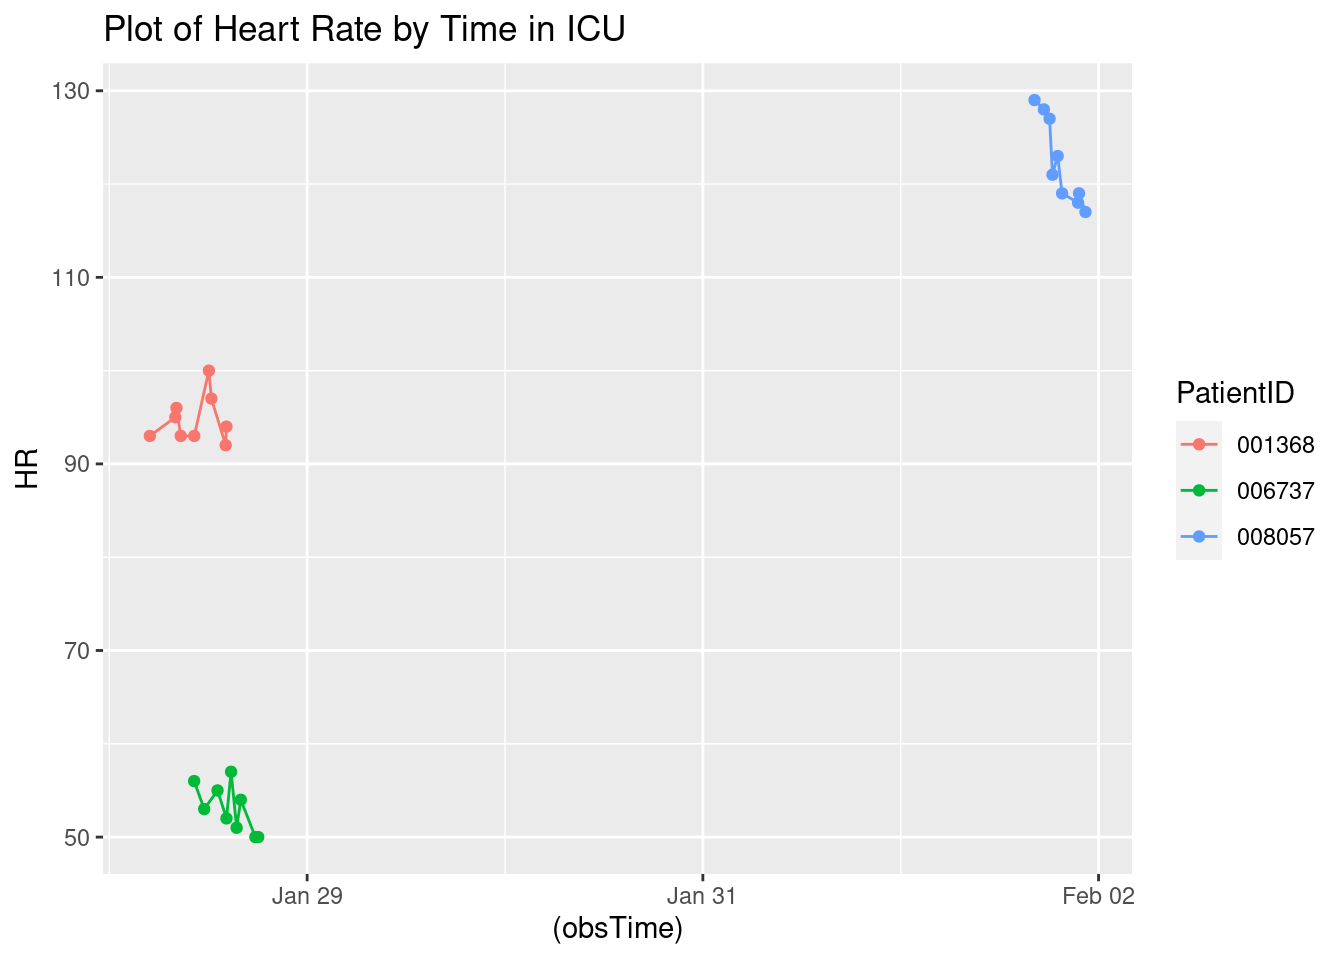 Plot of Heart Rate by Time in ICU
130
110
90
70
50
HR
Jan 29
Jan 31
Feb 02
(obsTime)
PatientID
001368
006737
008057